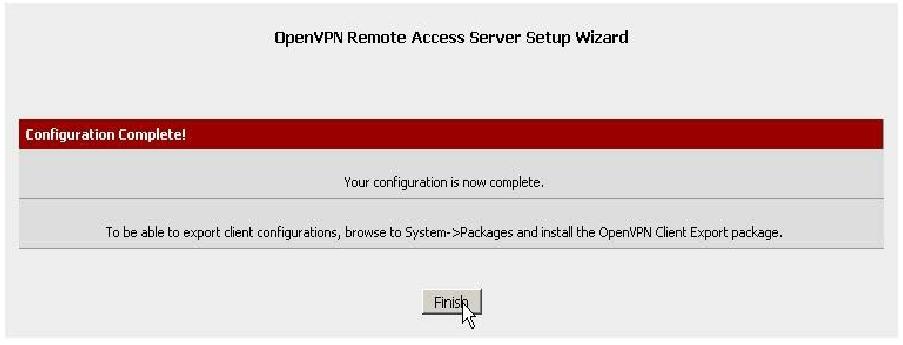 OpenVPN Remote Access Server Setup Wizard
Configuration Complete!
Your configuration is now complete.
To be able to export client configurations, browse to System->Packages and install the OpenVPN Client Export package.
Finish